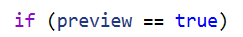 if (preview == true)